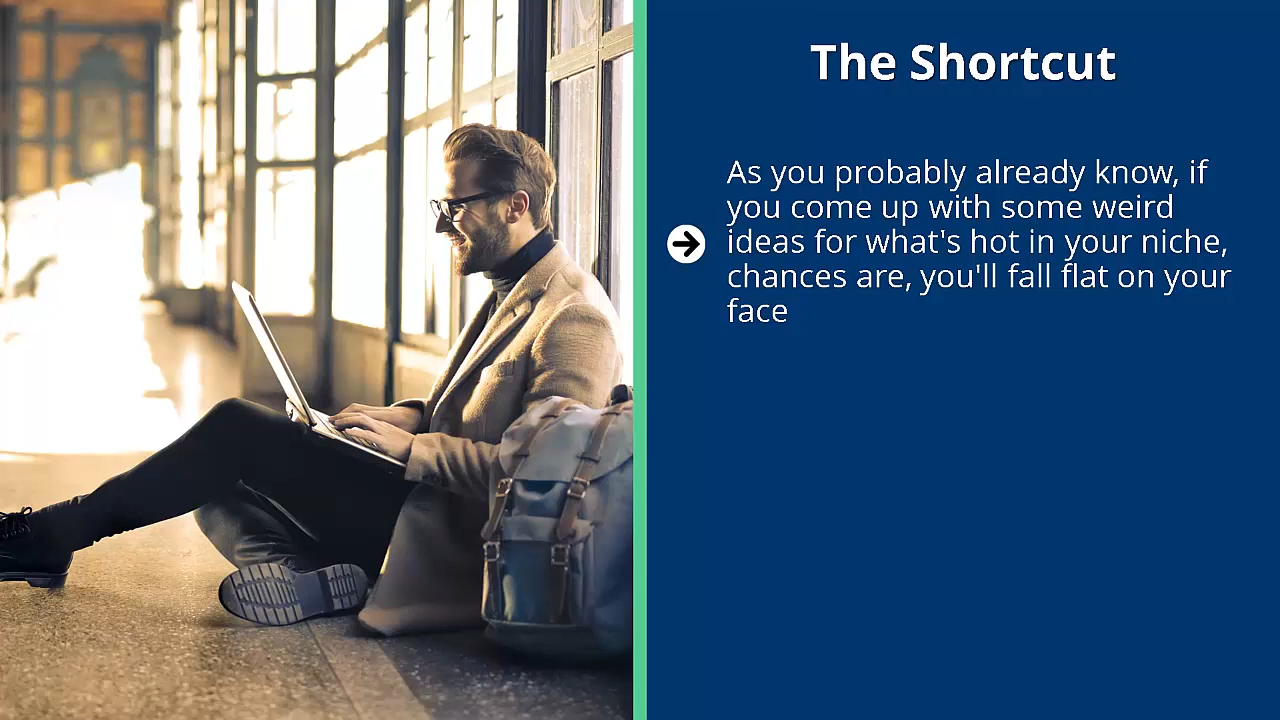 The Shortcut
As you probably already know, if
you come up with some weird
ideas for what's hot in your niche,
chances are, you'll fall flat on your
face